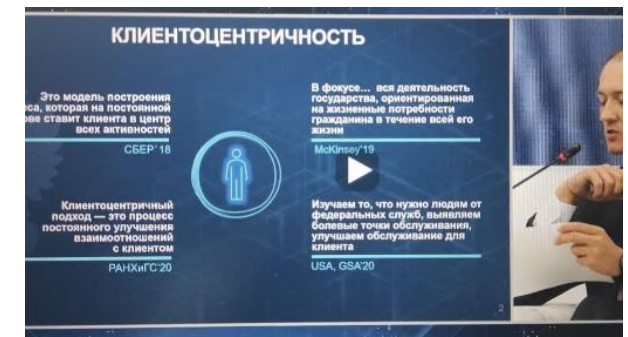 КЛИЕНТОЦЕНТРИЧНОСТЬ
Это модель построения
которая на постоянной
ставит клиента в центр
всех активностей
СБЕР'18
В фокусе... вся деятельность
государства, ориентированная
на жизненные потребности
гражданина в течение всей его
жизни
McKinsey'19
Клиентоцентричный
подход — это процесс
постоянного улучшения
взаимоотношений
с клиентом
РАНХиГС'20
Изучаем то, что нужно людям от
федеральных служб, выявляем
болевые точки обслуживания,
улучшаем обслуживание для
клиента
USA, GSA'20
2